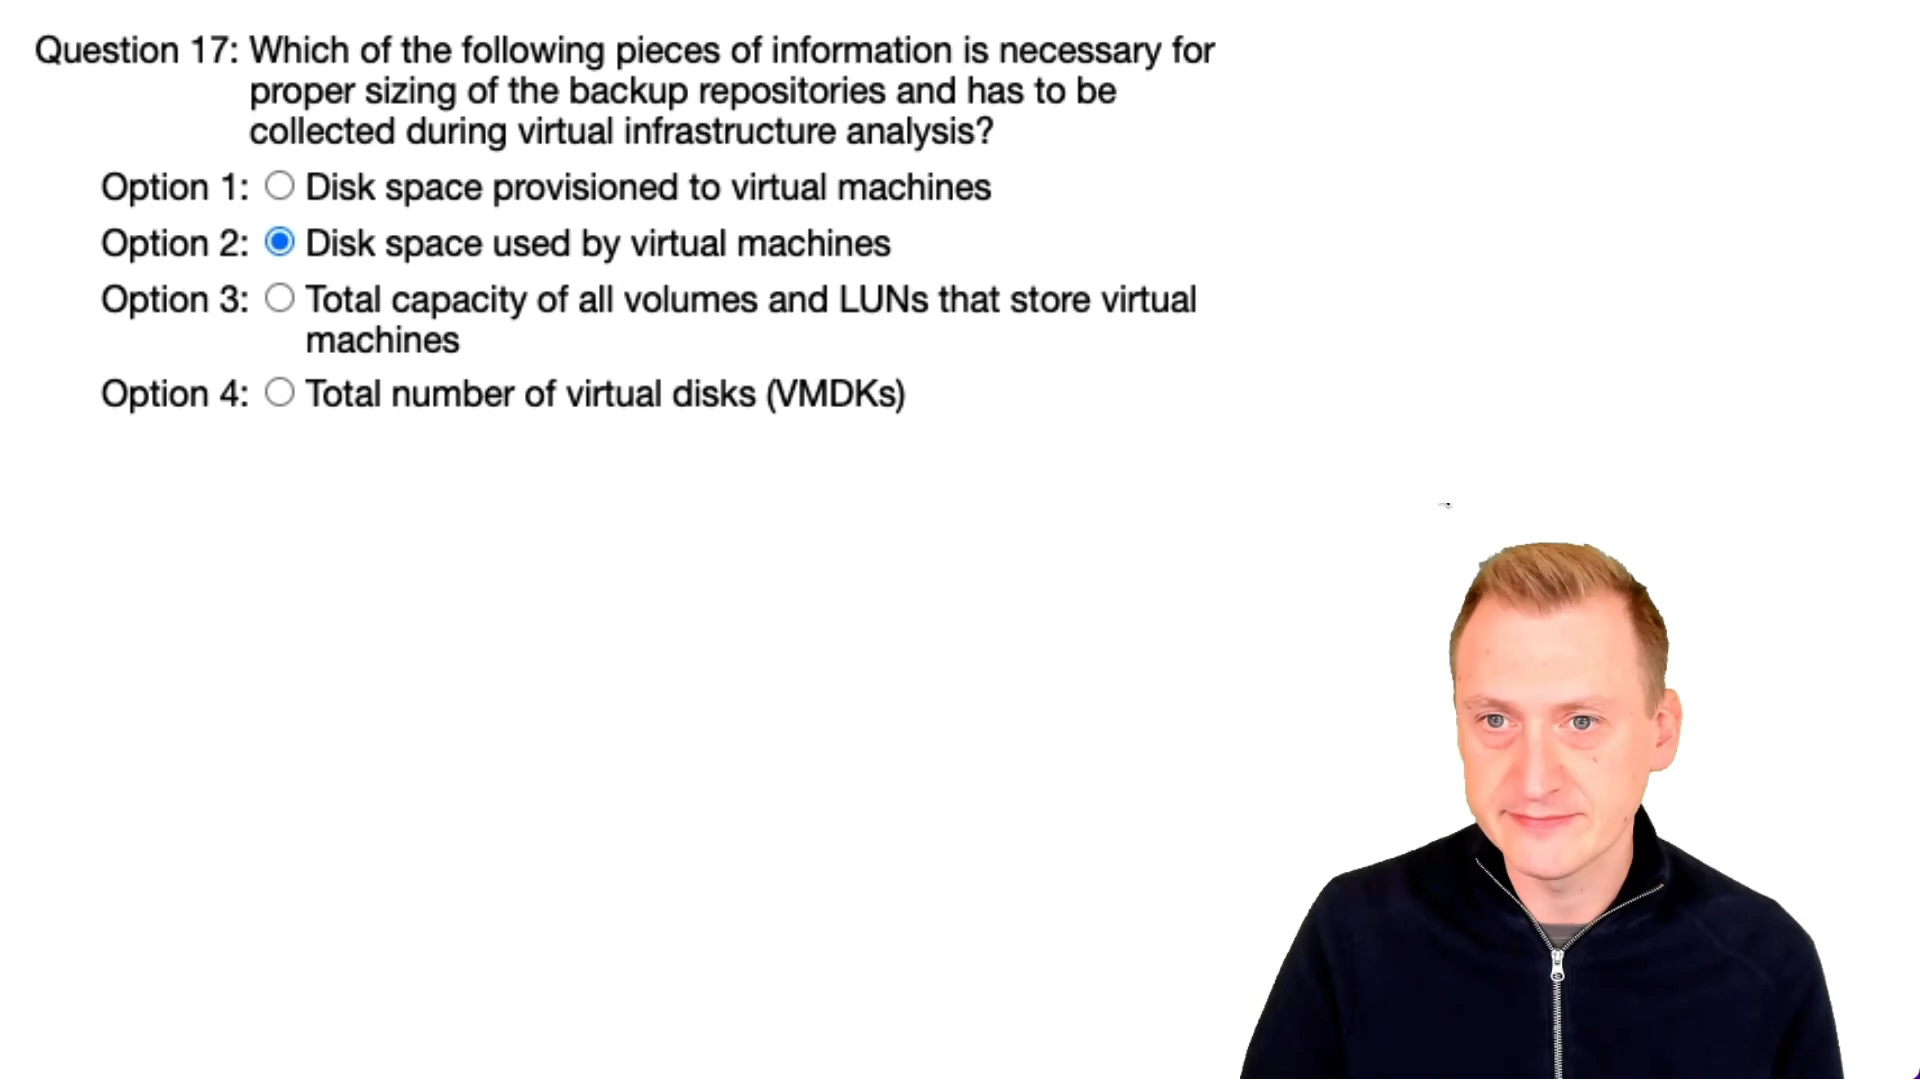 Question 17: Which of the following pieces of information is necessary for
proper sizing of the backup repositories and has to be
collected during virtual infrastructure analysis?
Option 1: Disk space provisioned to virtual machines
Option 2: Disk space used by virtual machines
Option 3: Total capacity of all volumes and LUNs that store virtual
machines
Option 4: Total number of virtual disks (VMDKs)